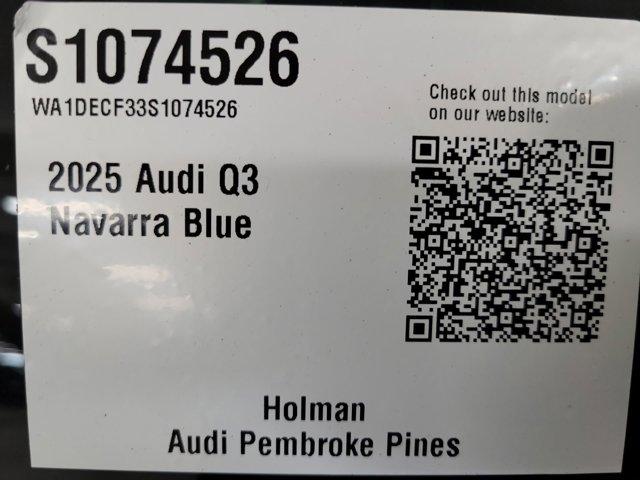 S1074526
WA1DECF33S1074526
Check out this model
on our website:
2025 Audi Q3
Navarra Blue
Holman
Audi Pembroke Pines